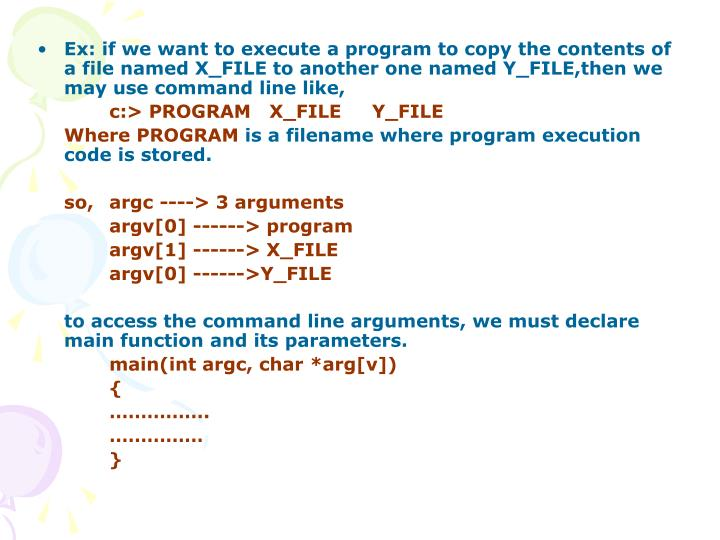 • Ex: if we want to execute a program to copy the contents of
a file named X_FILE to another one named Y_FILE,then we
may use command line like,
c:> PROGRAM X_FILE Y_FILE
Where PROGRAM is a filename where program execution
code is stored.
so, argc ----> 3 arguments
argv[0] ------> program
argv[1] ------> X_FILE
argv[0] ------>Y_FILE
to access the command line arguments, we must declare
main function and its parameters.
main(int argc, char *arg[v])
{
................
...............
}